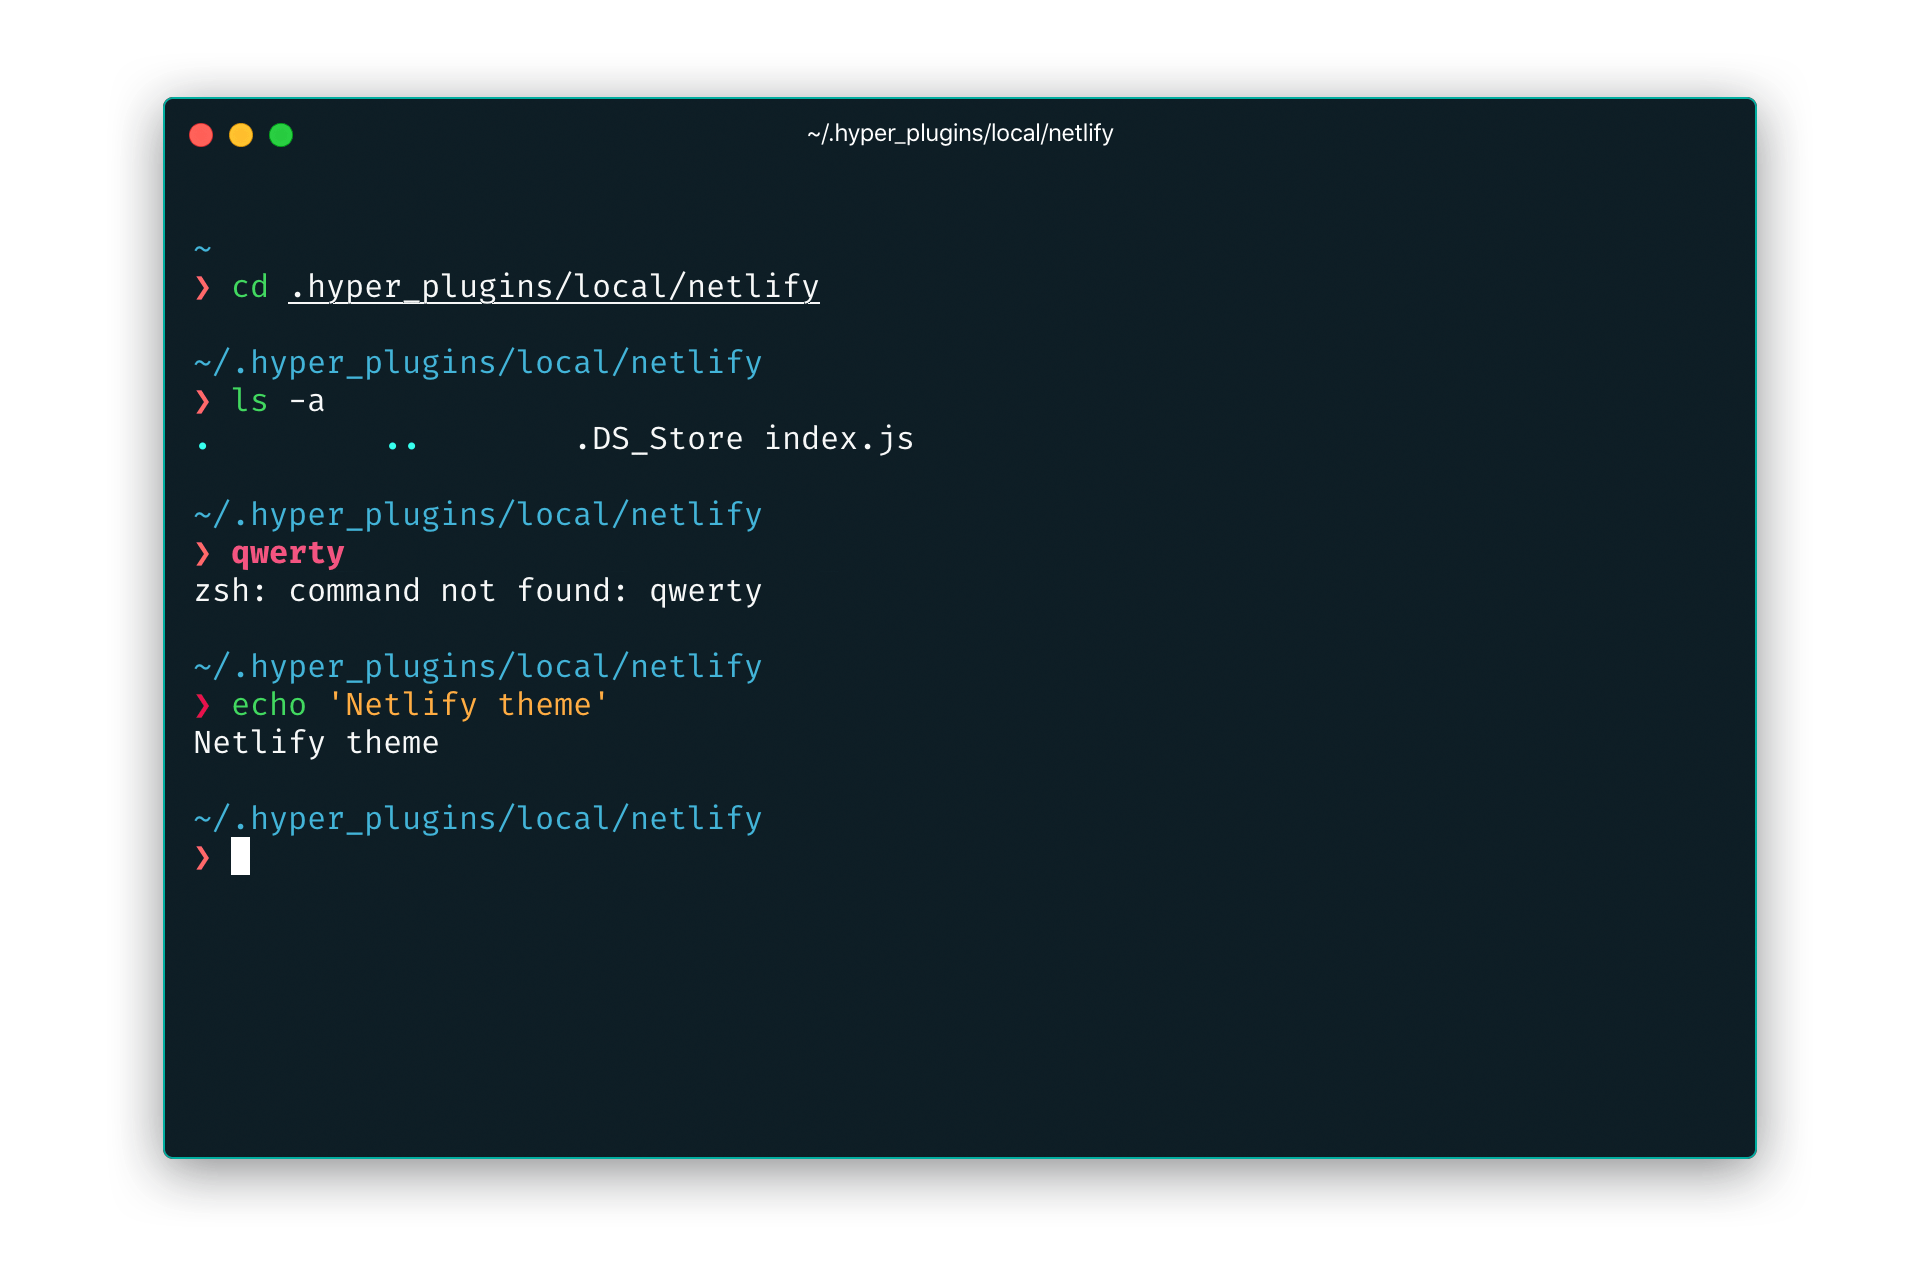 ~/.hyper_plugins/local/netlify
~
❯ cd .hyper_plugins/local/netlify
~/.hyper_plugins/local/netlify
❯ ls -a
.         ..        .DS_Store index.js
~/.hyper_plugins/local/netlify
❯ qwerty
zsh: command not found: qwerty
~/.hyper_plugins/local/netlify
❯ echo 'Netlify theme'
Netlify theme
~/.hyper_plugins/local/netlify
❯